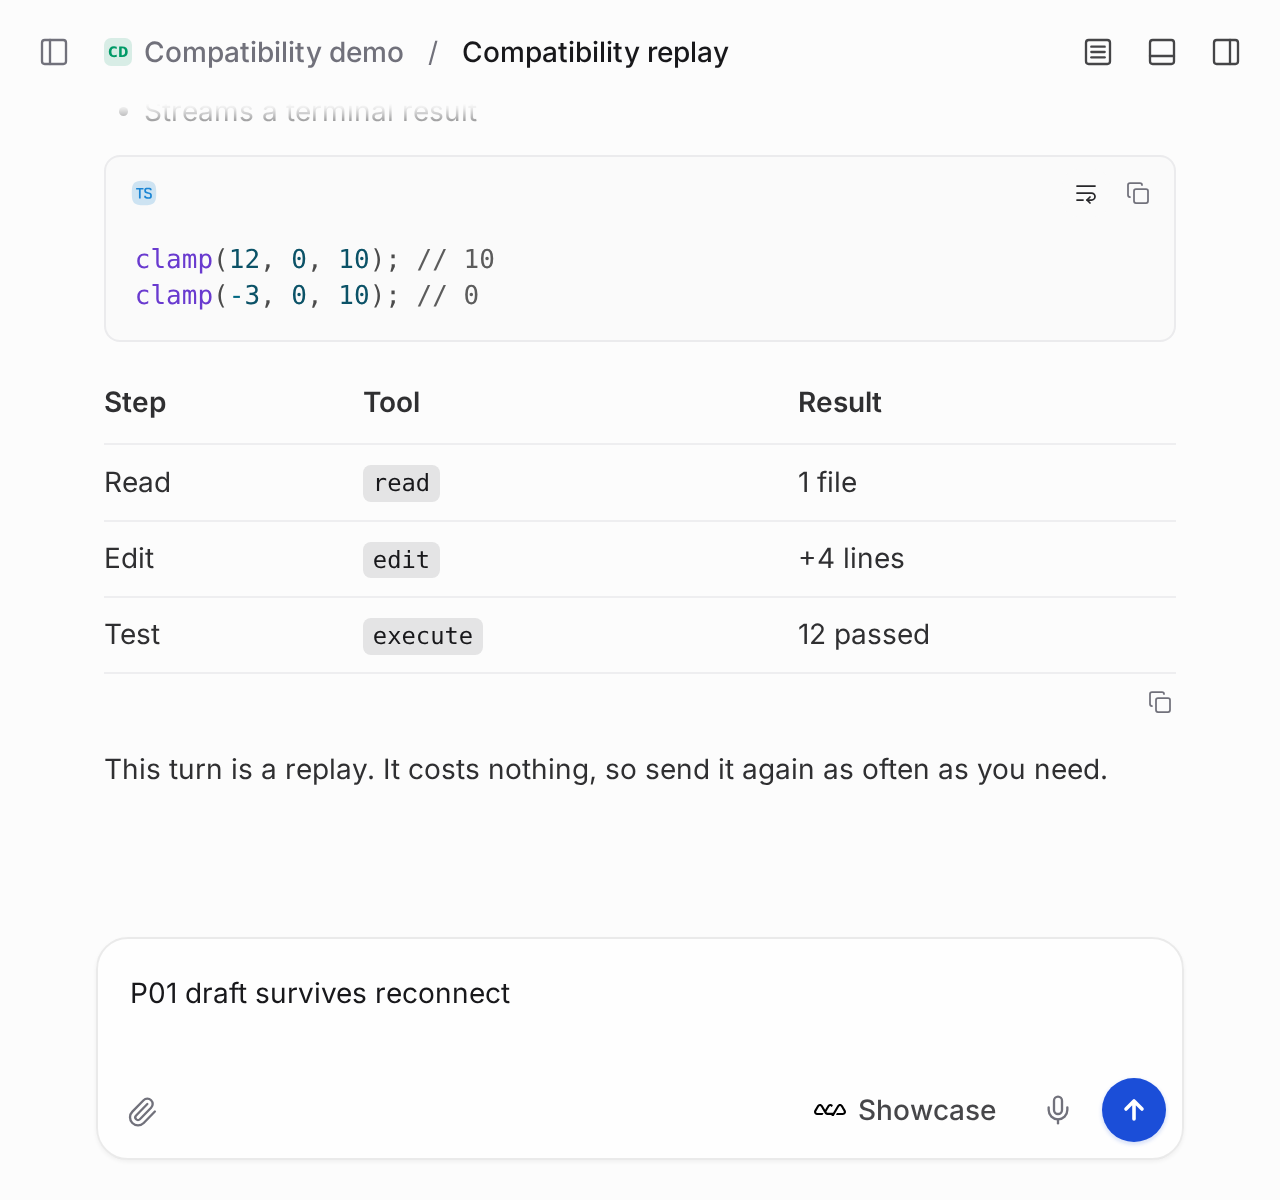 CD Compatibility demo / Compatibility replay
• Streams a terminal result
TS
clamp(12, 0, 10); // 10
clamp(-3, 0, 10); // 0
Step Tool Result
Read read 1 file
Edit edit +4 lines
Test execute 12 passed
This turn is a replay. It costs nothing, so send it again as often as you need.
P01 draft survives reconnect
Showcase